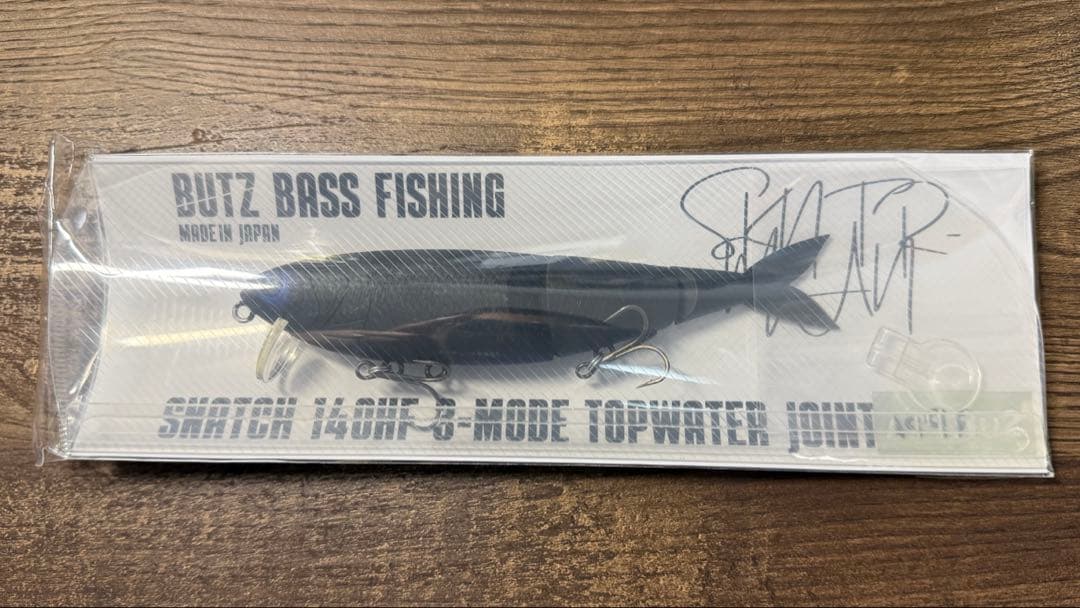 BUTZ BASS FISHING
MADE IN JAPAN
SNATCH 140HF 3-MODE TOPWATER JOINT